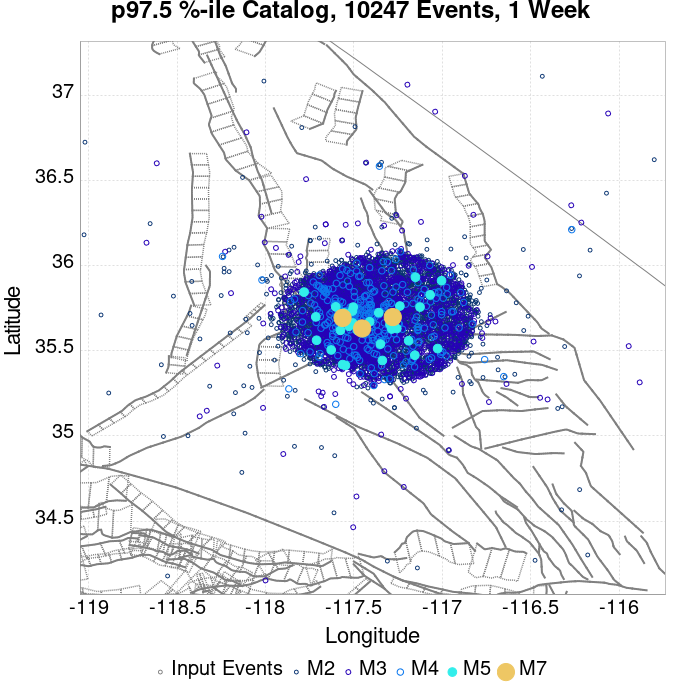 p97.5 %-ile Catalog, 10247 Events, 1 Week
37
36.5
36
35.5
35
34.5
Latitude
-119
-118.5
-118
-117.5
-117
-116.5
-116
Longitude
Input Events
M2
M3
M4
M5
M7